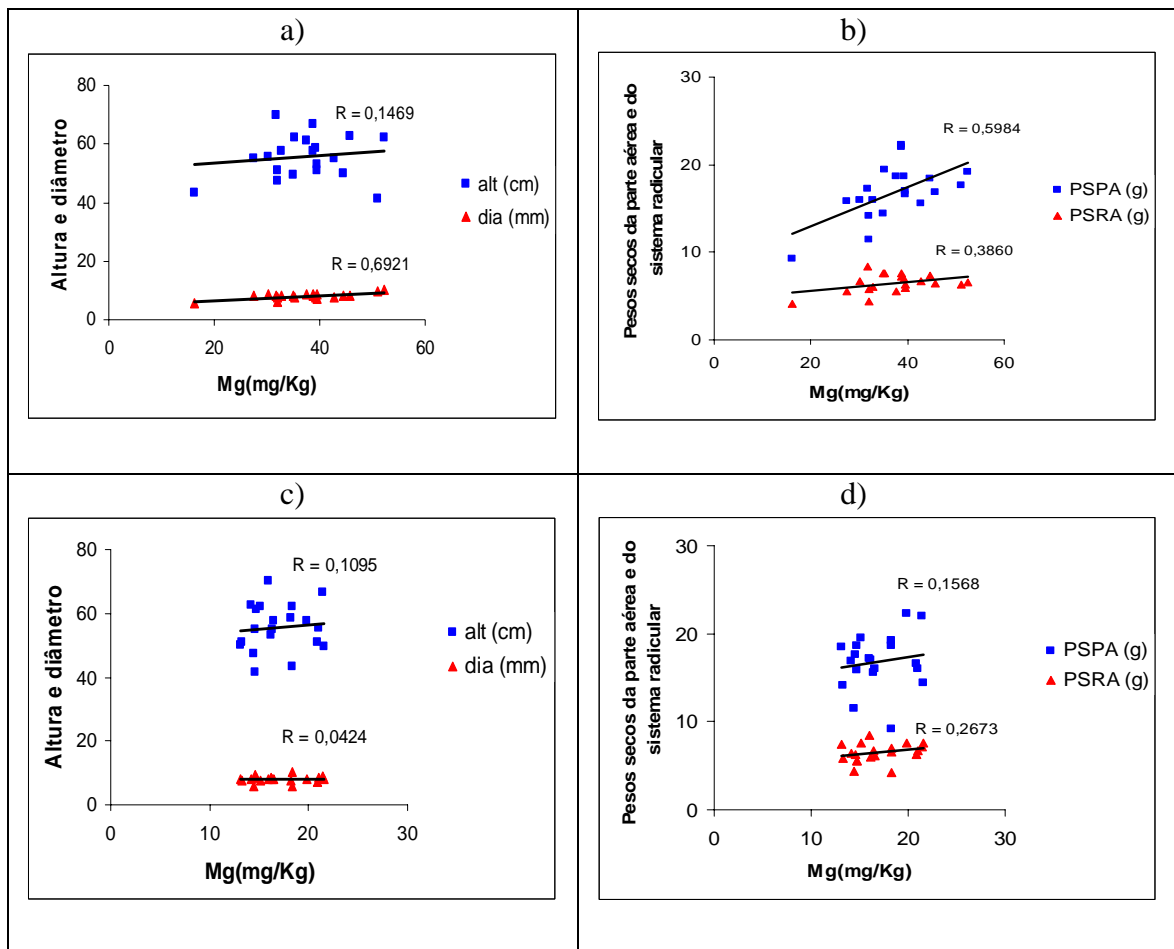 a)
Altura e diâmetro
80
60
40
20
0
0 20 40 60
Mg(mg/Kg)
R = 0,1469
R = 0,6921
alt (cm)
dia (mm)
b)
Pesos secos da parte aérea e do
sistema radicular
30
20
10
0
0 20 40 60
Mg(mg/Kg)
R = 0,5984
R = 0,3860
PSPA (g)
PSRA (g)
c)
Altura e diâmetro
80
60
40
20
0
0 10 20 30
Mg(mg/Kg)
R = 0,1095
R = 0,0424
alt (cm)
dia (mm)
d)
Pesos secos da parte aérea e do
sistema radicular
30
20
10
0
0 10 20 30
Mg(mg/Kg)
R = 0,1568
R = 0,2673
PSPA (g)
PSRA (g)